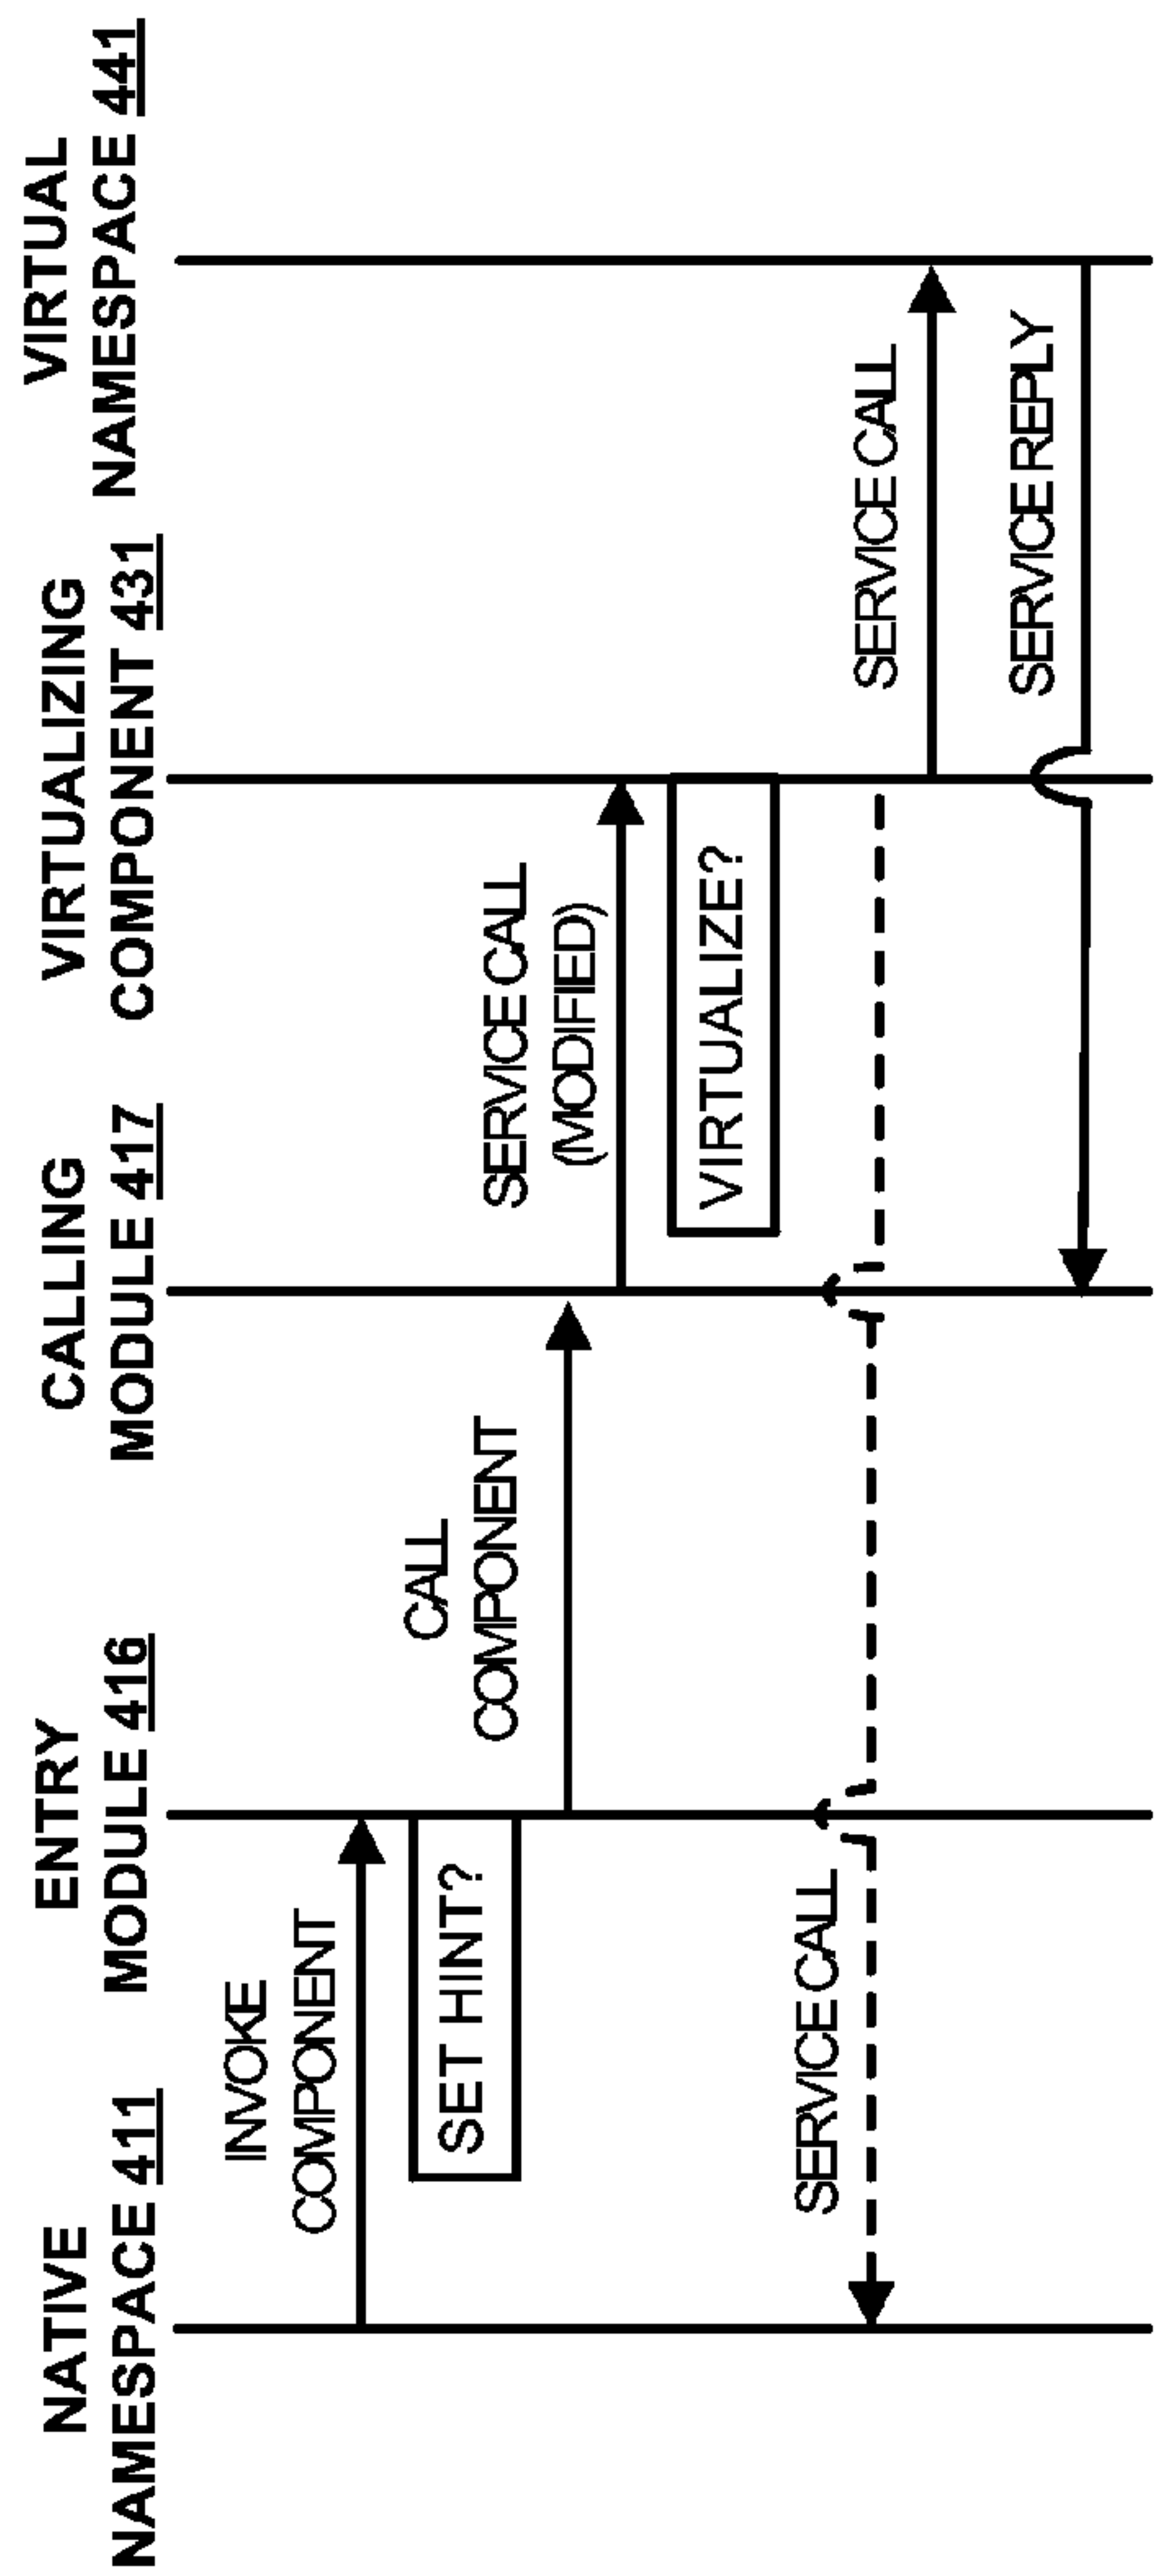 NATIVE
NAMESPACE 411
ENTRY
MODULE 416
CALLING
MODULE 417
VIRTUALIZING
COMPONENT 431
VIRTUAL
NAMESPACE 441
INVOKE
COMPONENT
SET HINT?
CALL
COMPONENT
SERVICE CALL
(MODIFIED)
VIRTUALIZE?
SERVICE CALL
SERVICE CALL
SERVICE REPLY